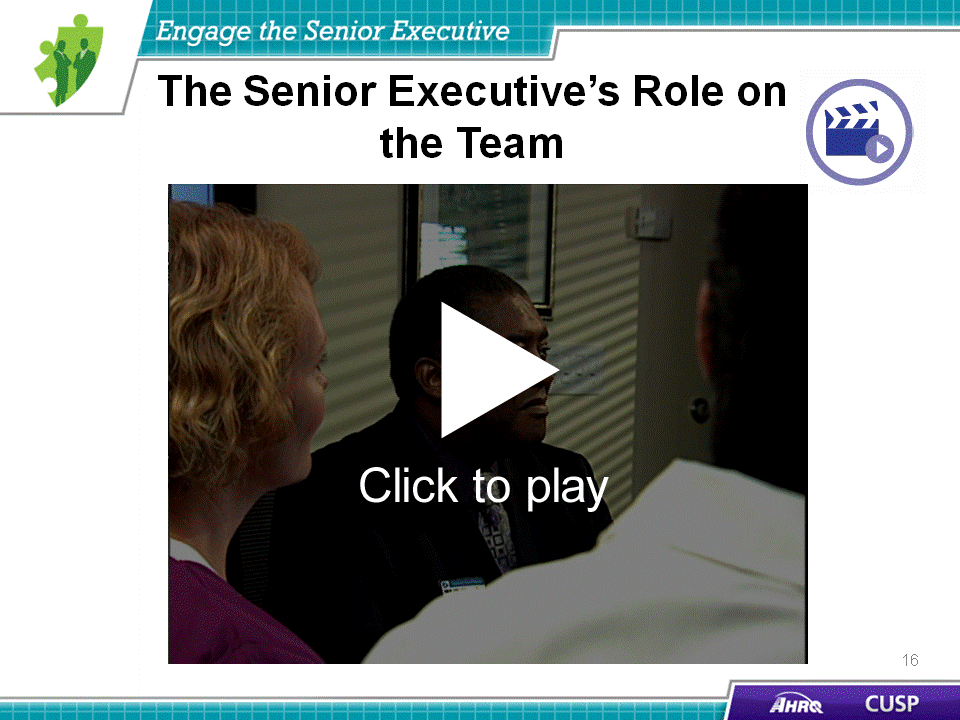 Engage the Senior Executive
The Senior Executive’s Role on
the Team
Click to play
16
AHRQ
CUSP